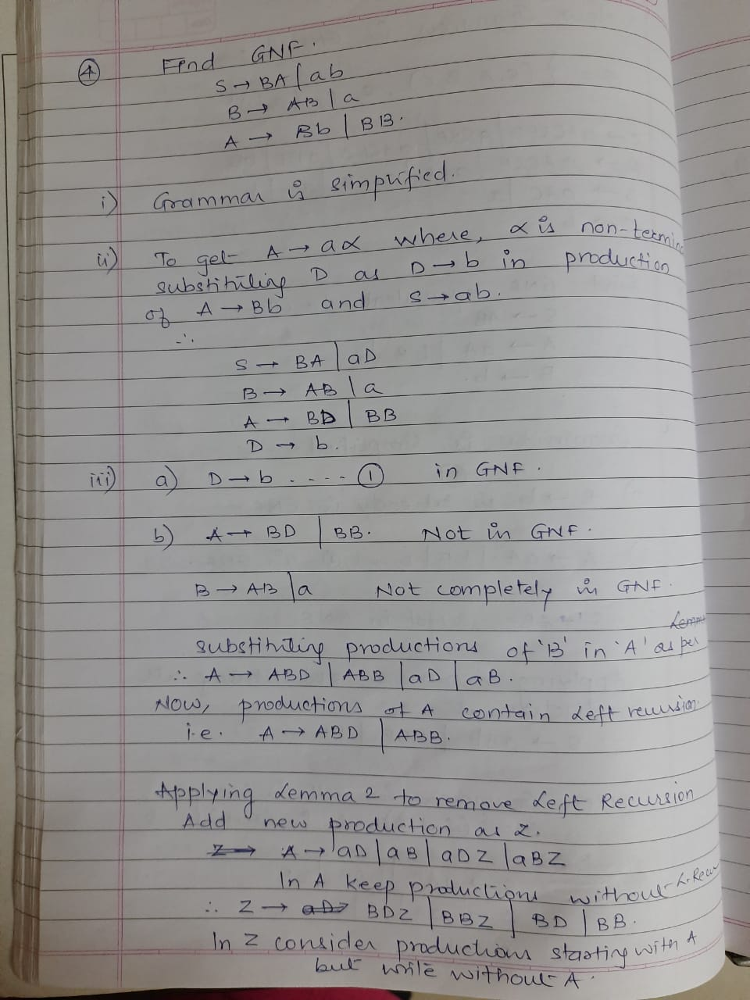 ④ Find GNF.
S → BA | ab
B → AB | a
A → Bb | BB.
i) Grammar is simplified.
ii) To get A → aα where, α is non-termin
substituting D as D → b in production
of A → Bb and S → ab.
∴
S → BA | aD
B → AB | a
A → BD | BB
D → b.
iii) a) D → b ..---- ① in GNF.
b) A → BD | BB. Not in GNF.
B → AB | a Not completely in GNF.
Lemma
substituting productions of 'B' in 'A' as per
∴ A → ABD | ABB | aD | aB.
Now, productions of A contain Left recursion.
i.e. A → ABD | ABB.
Applying Lemma 2 to remove Left Recursion
Add new production as Z.
Z → A → aD | aB | aDZ | aBZ
In A keep productions without L.Recu
∴ Z → aDZ BDZ | BBZ | BD | BB.
In Z consider productions starting with A
but write without A.